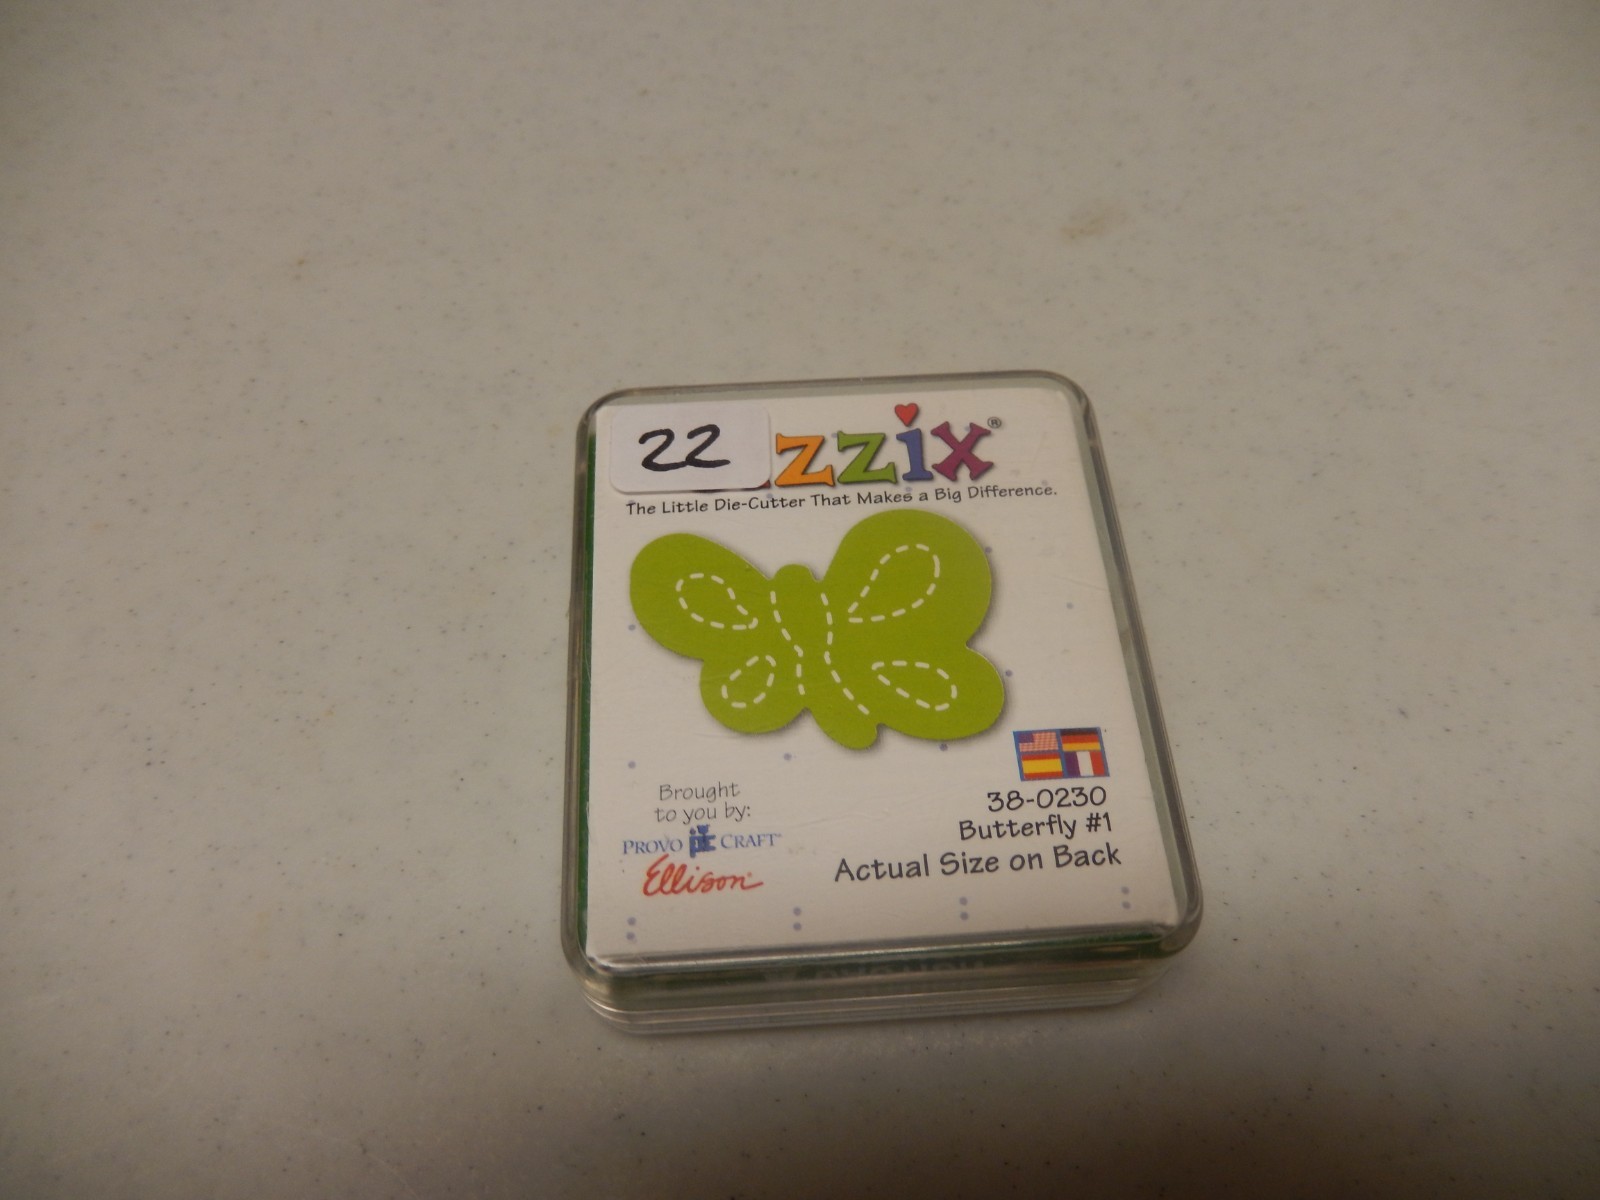 22
zzix®
The Little Die-Cutter That Makes a Big Difference.
Brought
to you by:
PROVO CRAFT
Ellison
38-0230
Butterfly #1
Actual Size on Back